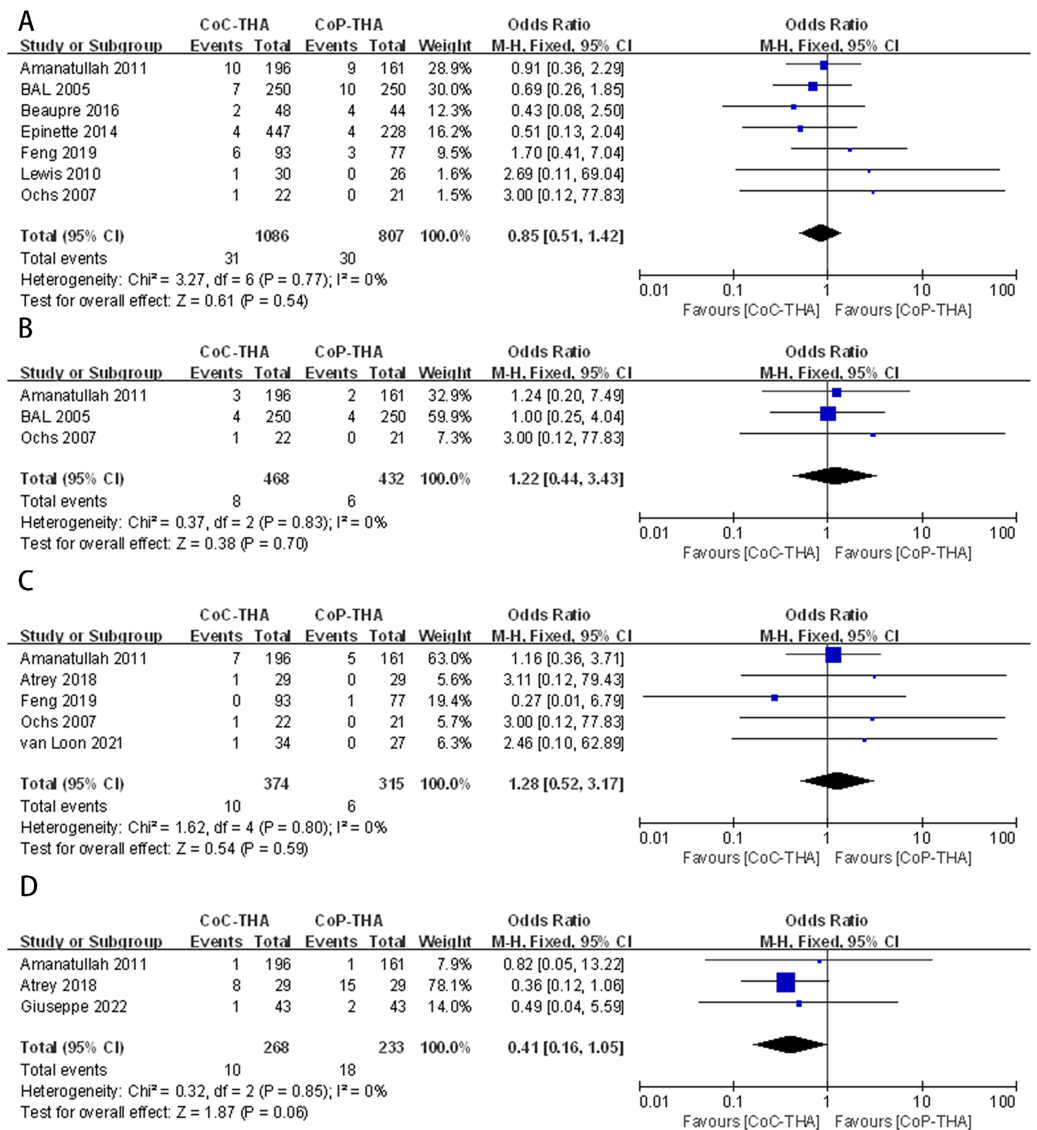 A
CoC-THA CoP-THA Odds Ratio Odds Ratio
Study or Subgroup Events Total Events Total Weight M-H, Fixed, 95% CI M-H, Fixed, 95% CI
Amanatullah 2011 10 196 9 161 28.9% 0.91 [0.36, 2.29]
BAL 2005 7 250 10 250 30.0% 0.69 [0.26, 1.85]
Beaupre 2016 2 48 4 44 12.3% 0.43 [0.08, 2.50]
Epinette 2014 4 447 4 228 16.2% 0.51 [0.13, 2.04]
Feng 2019 6 93 3 77 9.5% 1.70 [0.41, 7.04]
Lewis 2010 1 30 0 26 1.6% 2.69 [0.11, 69.04]
Ochs 2007 1 22 0 21 1.5% 3.00 [0.12, 77.83]
Total (95% CI) 1086 807 100.0% 0.85 [0.51, 1.42]
Total events 31 30
Heterogeneity: Chi² = 3.27, df = 6 (P = 0.77); I² = 0%
Test for overall effect: Z = 0.61 (P = 0.54)
0.01 0.1 1 10 100
Favours [CoC-THA] Favours [CoP-THA]
B
CoC-THA CoP-THA Odds Ratio Odds Ratio
Study or Subgroup Events Total Events Total Weight M-H, Fixed, 95% CI M-H, Fixed, 95% CI
Amanatullah 2011 3 196 2 161 32.9% 1.24 [0.20, 7.49]
BAL 2005 4 250 4 250 59.9% 1.00 [0.25, 4.04]
Ochs 2007 1 22 0 21 7.3% 3.00 [0.12, 77.83]
Total (95% CI) 468 432 100.0% 1.22 [0.44, 3.43]
Total events 8 6
Heterogeneity: Chi² = 0.37, df = 2 (P = 0.83); I² = 0%
Test for overall effect: Z = 0.38 (P = 0.70)
0.01 0.1 1 10 100
Favours [CoC-THA] Favours [CoP-THA]
C
CoC-THA CoP-THA Odds Ratio Odds Ratio
Study or Subgroup Events Total Events Total Weight M-H, Fixed, 95% CI M-H, Fixed, 95% CI
Amanatullah 2011 7 196 5 161 63.0% 1.16 [0.36, 3.71]
Atrey 2018 1 29 0 29 5.6% 3.11 [0.12, 79.43]
Feng 2019 0 93 1 77 19.4% 0.27 [0.01, 6.79]
Ochs 2007 1 22 0 21 5.7% 3.00 [0.12, 77.83]
van Loon 2021 1 34 0 27 6.3% 2.46 [0.10, 62.89]
Total (95% CI) 374 315 100.0% 1.28 [0.52, 3.17]
Total events 10 6
Heterogeneity: Chi² = 1.62, df = 4 (P = 0.80); I² = 0%
Test for overall effect: Z = 0.54 (P = 0.59)
0.01 0.1 1 10 100
Favours [CoC-THA] Favours [CoP-THA]
D
CoC-THA CoP-THA Odds Ratio Odds Ratio
Study or Subgroup Events Total Events Total Weight M-H, Fixed, 95% CI M-H, Fixed, 95% CI
Amanatullah 2011 1 196 1 161 7.9% 0.82 [0.05, 13.22]
Atrey 2018 8 29 15 29 78.1% 0.36 [0.12, 1.06]
Giuseppe 2022 1 43 2 43 14.0% 0.49 [0.04, 5.59]
Total (95% CI) 268 233 100.0% 0.41 [0.16, 1.05]
Total events 10 18
Heterogeneity: Chi² = 0.32, df = 2 (P = 0.85); I² = 0%
Test for overall effect: Z = 1.87 (P = 0.06)
0.01 0.1 1 10 100
Favours [CoC-THA] Favours [CoP-THA]